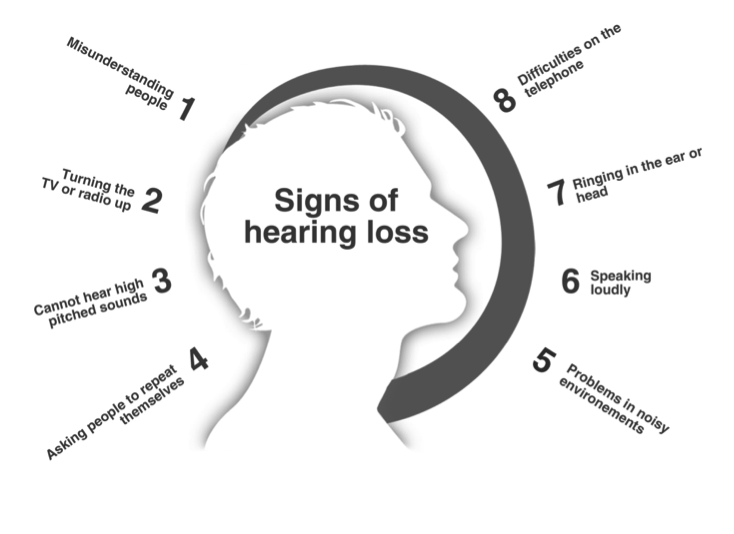 Signs of
hearing loss
1
Misunderstanding
people
2
Turning the
TV or radio up
3
Cannot hear high
pitched sounds
4
Asking people to repeat
themselves
5
Problems in noisy
environements
6
Speaking
loudly
7
Ringing in the ear or
head
8
Difficulties on the
telephone